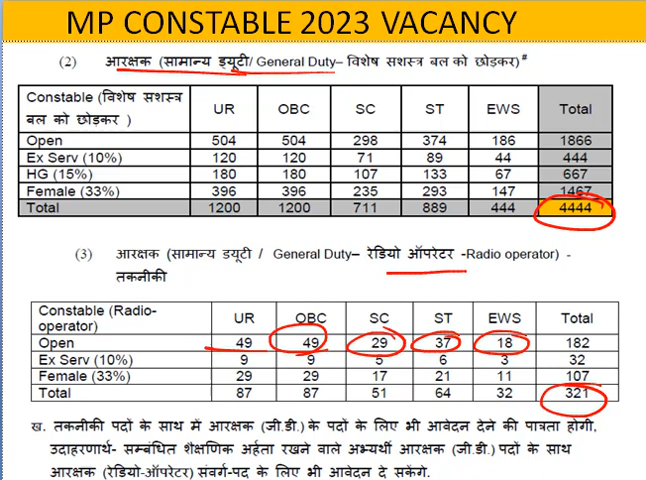 MP CONSTABLE 2023 VACANCY
(2) आरक्षक (सामान्य ड्यूटी/ General Duty– विशेष सशस्त्र बल को छोड़कर)#
Constable (विशेष सशस्त्र बल को छोड़कर ) UR OBC SC ST EWS Total
Open 504 504 298 374 186 1866
Ex Serv (10%) 120 120 71 89 44 444
HG (15%) 180 180 107 133 67 667
Female (33%) 396 396 235 293 147 1467
Total 1200 1200 711 889 444 4444
(3) आरक्षक (सामान्य डयूटी / General Duty– रेडियो ऑपरेटर -Radio operator) -
तकनीकी
Constable (Radio-operator) UR OBC SC ST EWS Total
Open 49 49 29 37 18 182
Ex Serv (10%) 9 9 5 6 3 32
Female (33%) 29 29 17 21 11 107
Total 87 87 51 64 32 321
ख. तकनीकी पदों के साथ में आरक्षक (जी.डी.) के पदों के लिए भी आवेदन देने की पात्रता होगी,
उदाहरणार्थ- सम्बंधित शैक्षणिक अर्हता रखने वाले अभ्यर्थी आरक्षक (जी.डी.) पदों के साथ
आरक्षक (रेडियो-ऑपरेटर) संवर्ग-पद के लिए भी आवेदन दे सकेंगे.